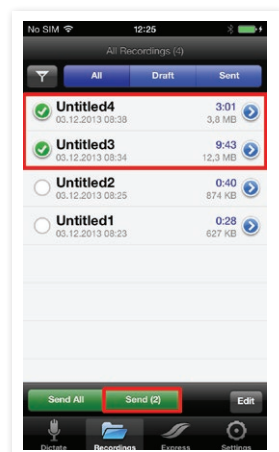 No SIM 12:25
All Recordings (4)
All Draft Sent
Untitled4 3:01
03.12.2013 08:38 3,8 MB
Untitled3 9:43
03.12.2013 08:34 12,3 MB
Untitled2 0:40
03.12.2013 08:25 874 KB
Untitled1 0:28
03.12.2013 08:23 627 KB
Send All Send (2) Edit
Dictate Recordings Express Settings